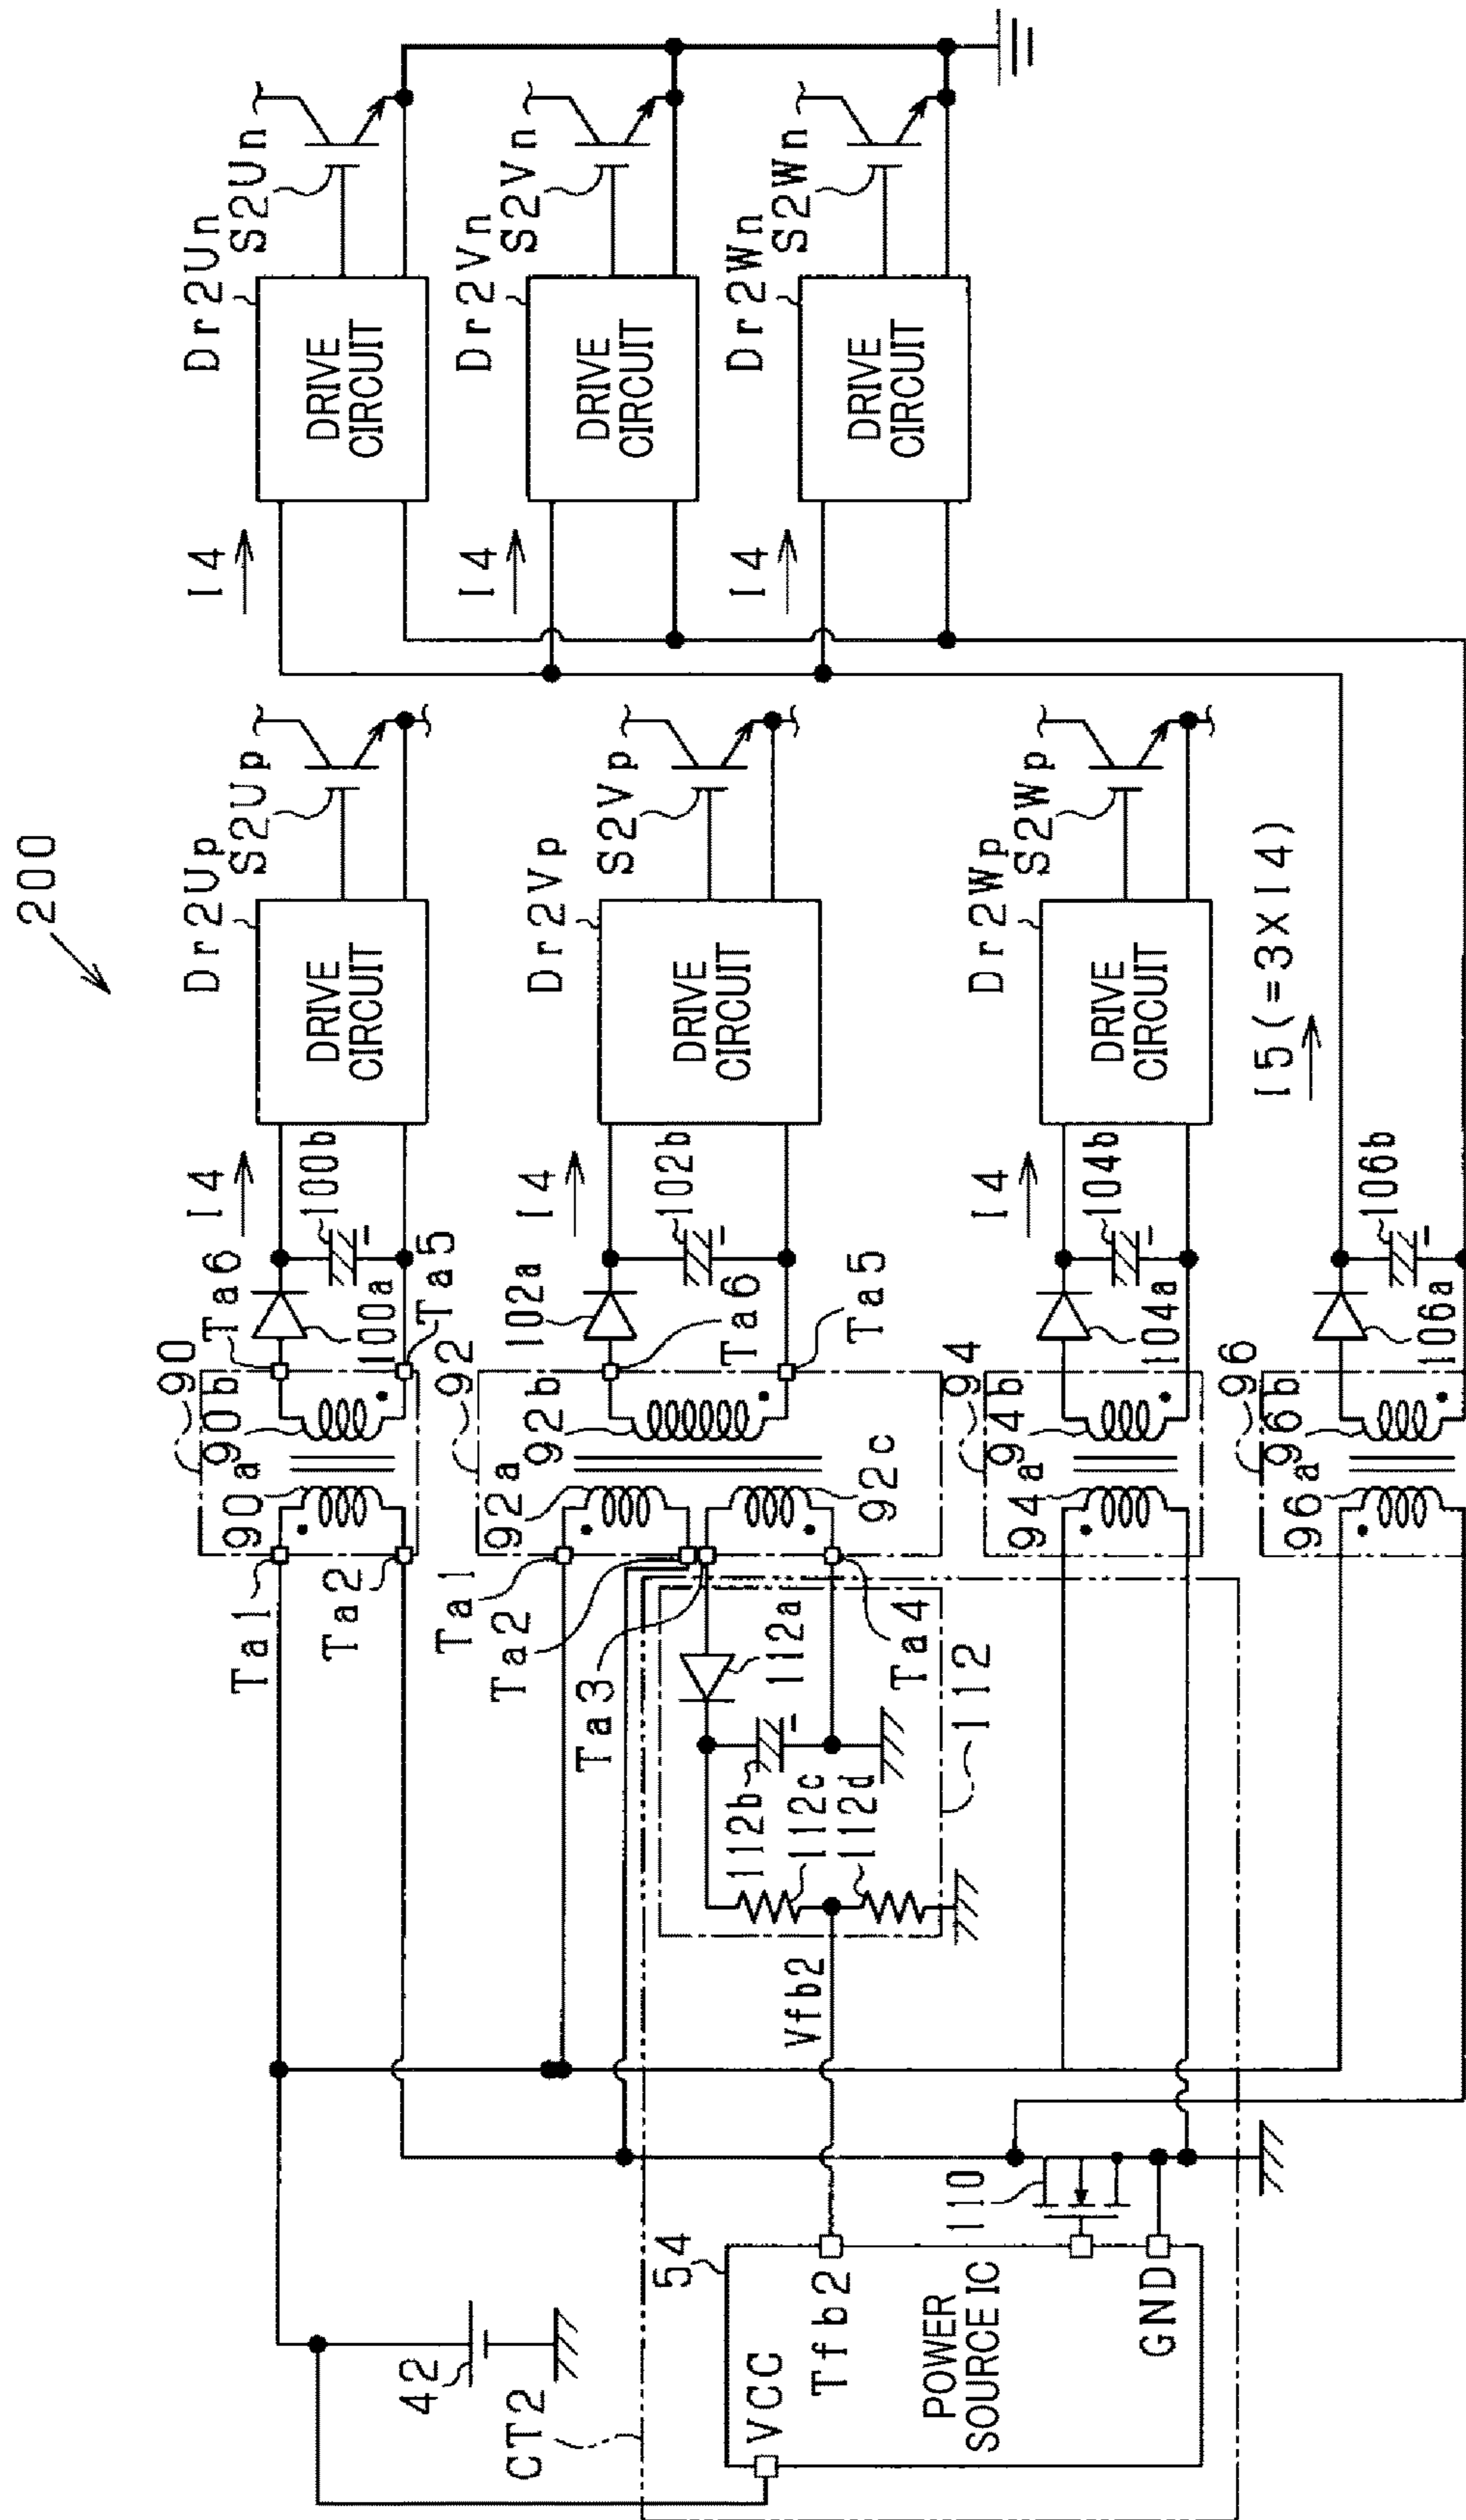 200
Dr2Un
S2Un
DRIVE
CIRCUIT
I4
Dr2Vn
S2Vn
DRIVE
CIRCUIT
I4
Dr2Wn
S2Wn
DRIVE
CIRCUIT
I4
Dr2Up
S2Up
DRIVE
CIRCUIT
I4
100b
Ta6
100a
Ta5
90
90b
90a
Ta1
Ta2
Dr2Vp
S2Vp
DRIVE
CIRCUIT
I4
102b
102a
Ta6
Ta5
92
92b
92a
92c
Ta1
Ta2
Ta3
Ta4
112a
112b
112c
112d
112
Vfb2
Dr2Wp
S2Wp
DRIVE
CIRCUIT
I4
104b
104a
94
94b
94a
I5(=3×I4)
106b
106a
96
96b
96a
42
CT2
54
VCC
Tfb2
POWER
SOURCE IC
GND
110